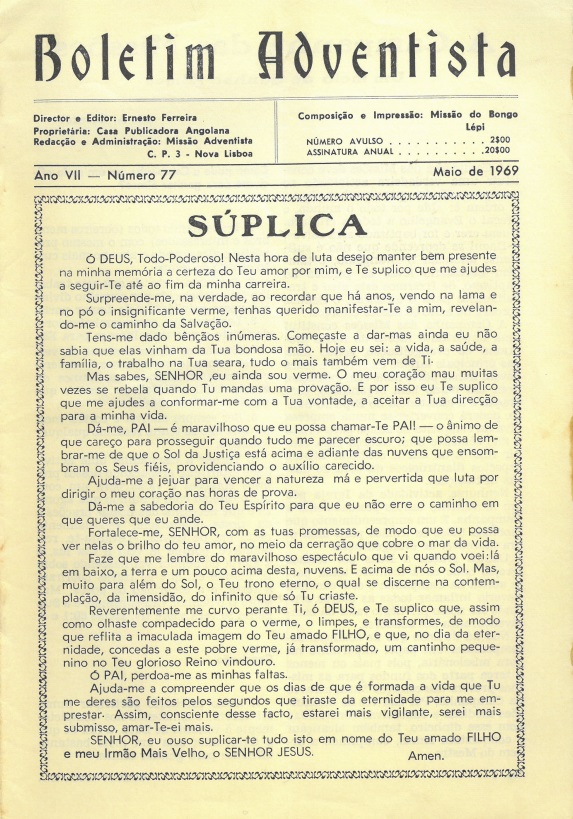 Boletim Adventista
Director e Editor: Ernesto Ferreira
Proprietária: Casa Publicadora Angolana
Redacção e Administração: Missão Adventista
C. P. 3 - Nova Lisboa
Composição e Impressão: Missão do Bongo
Lépi
NÚMERO AVULSO . . . . . . . . . . . 2$00
ASSINATURA ANUAL . . . . . . . . . .20$00
Ano VII — Número 77
Maio de 1969
SÚPLICA
Ó DEUS, Todo-Poderoso! Nesta hora de luta desejo manter bem presente
na minha memória a certeza do Teu amor por mim, e Te suplico que me ajudes
a seguir-Te até ao fim da minha carreira.
Surpreende-me, na verdade, ao recordar que há anos, vendo na lama e
no pó o insignificante verme, tenhas querido manifestar-Te a mim, revelan-
do-me o caminho da Salvação.
Tens-me dado bênçãos inúmeras. Começaste a dar-mas ainda eu não
sabia que elas vinham da Tua bondosa mão. Hoje eu sei: a vida, a saúde, a
família, o trabalho na Tua seara, tudo o mais também vem de Ti.
Mas sabes, SENHOR ,eu ainda sou verme. O meu coração mau muitas
vezes se rebela quando Tu mandas uma provação. E por isso eu Te suplico
que me ajudes a conformar-me com a Tua vontade, a aceitar a Tua direcção
para a minha vida.
Dá-me, PAI — é maravilhoso que eu possa chamar-Te PAI! — o ânimo de
que careço para prosseguir quando tudo me parecer escuro; que possa lem-
brar-me de que o Sol da Justiça está acima e adiante das nuvens que ensom-
bram os Seus fiéis, providenciando o auxílio carecido.
Ajuda-me a jejuar para vencer a natureza má e pervertida que luta por
dirigir o meu coração nas horas de prova.
Dá-me a sabedoria do Teu Espírito para que eu não erre o caminho em
que queres que eu ande.
Fortalece-me, SENHOR, com as tuas promessas, de modo que eu possa
ver nelas o brilho do teu amor, no meio da cerração que cobre o mar da vida.
Faze que me lembre do maravilhoso espectáculo que vi quando voei:lá
em baixo, a terra e um pouco acima desta, nuvens. E acima de nós o Sol. Mas,
muito para além do Sol, o Teu trono eterno, o qual se discerne na contem-
plação, da imensidão, do infinito que só Tu criaste.
Reverentemente me curvo perante Ti, ó DEUS, e Te suplico que, assim
como olhaste compadecido para o verme, o limpes, e transformes, de modo
que reflita a imaculada imagem do Teu amado FILHO, e que, no dia da eter-
nidade, concedas a este pobre verme, já transformado, um cantinho peque-
nino no Teu glorioso Reino vindouro.
Ó PAI, perdoa-me as minhas faltas.
Ajuda-me a compreender que os dias de que é formada a vida que Tu
me deres são feitos pelos segundos que tiraste da eternidade para me em-
prestar. Assim, consciente desse facto, estarei mais vigilante, serei mais
submisso, amar-Te-ei mais.
SENHOR, eu ouso suplicar-te tudo isto em nome do Teu amado FILHO
e meu Irmão Mais Velho, o SENHOR JESUS.
Amen.